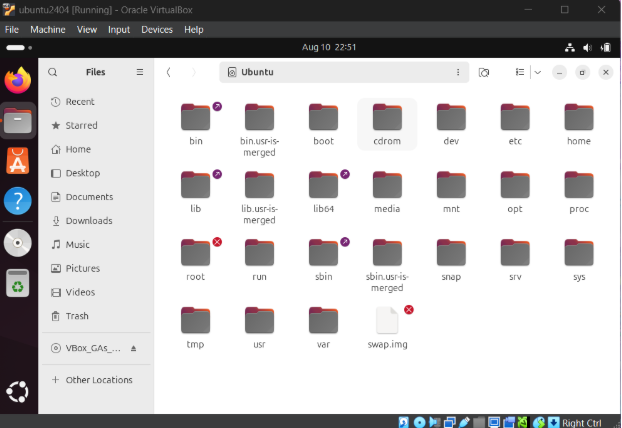 ubuntu2404 [Running] - Oracle VirtualBox
File Machine View Input Devices Help
Aug 10 22:51
Files
Ubuntu
Recent
Starred
Home
Desktop
Documents
Downloads
Music
Pictures
Videos
Trash
VBox_GAs_...
Other Locations
bin
bin.usr-is-
merged
boot
cdrom
dev
etc
home
lib
lib.usr-is-
merged
lib64
media
mnt
opt
proc
root
run
sbin
sbin.usr-is-
merged
snap
srv
sys
tmp
usr
var
swap.img
Right Ctrl